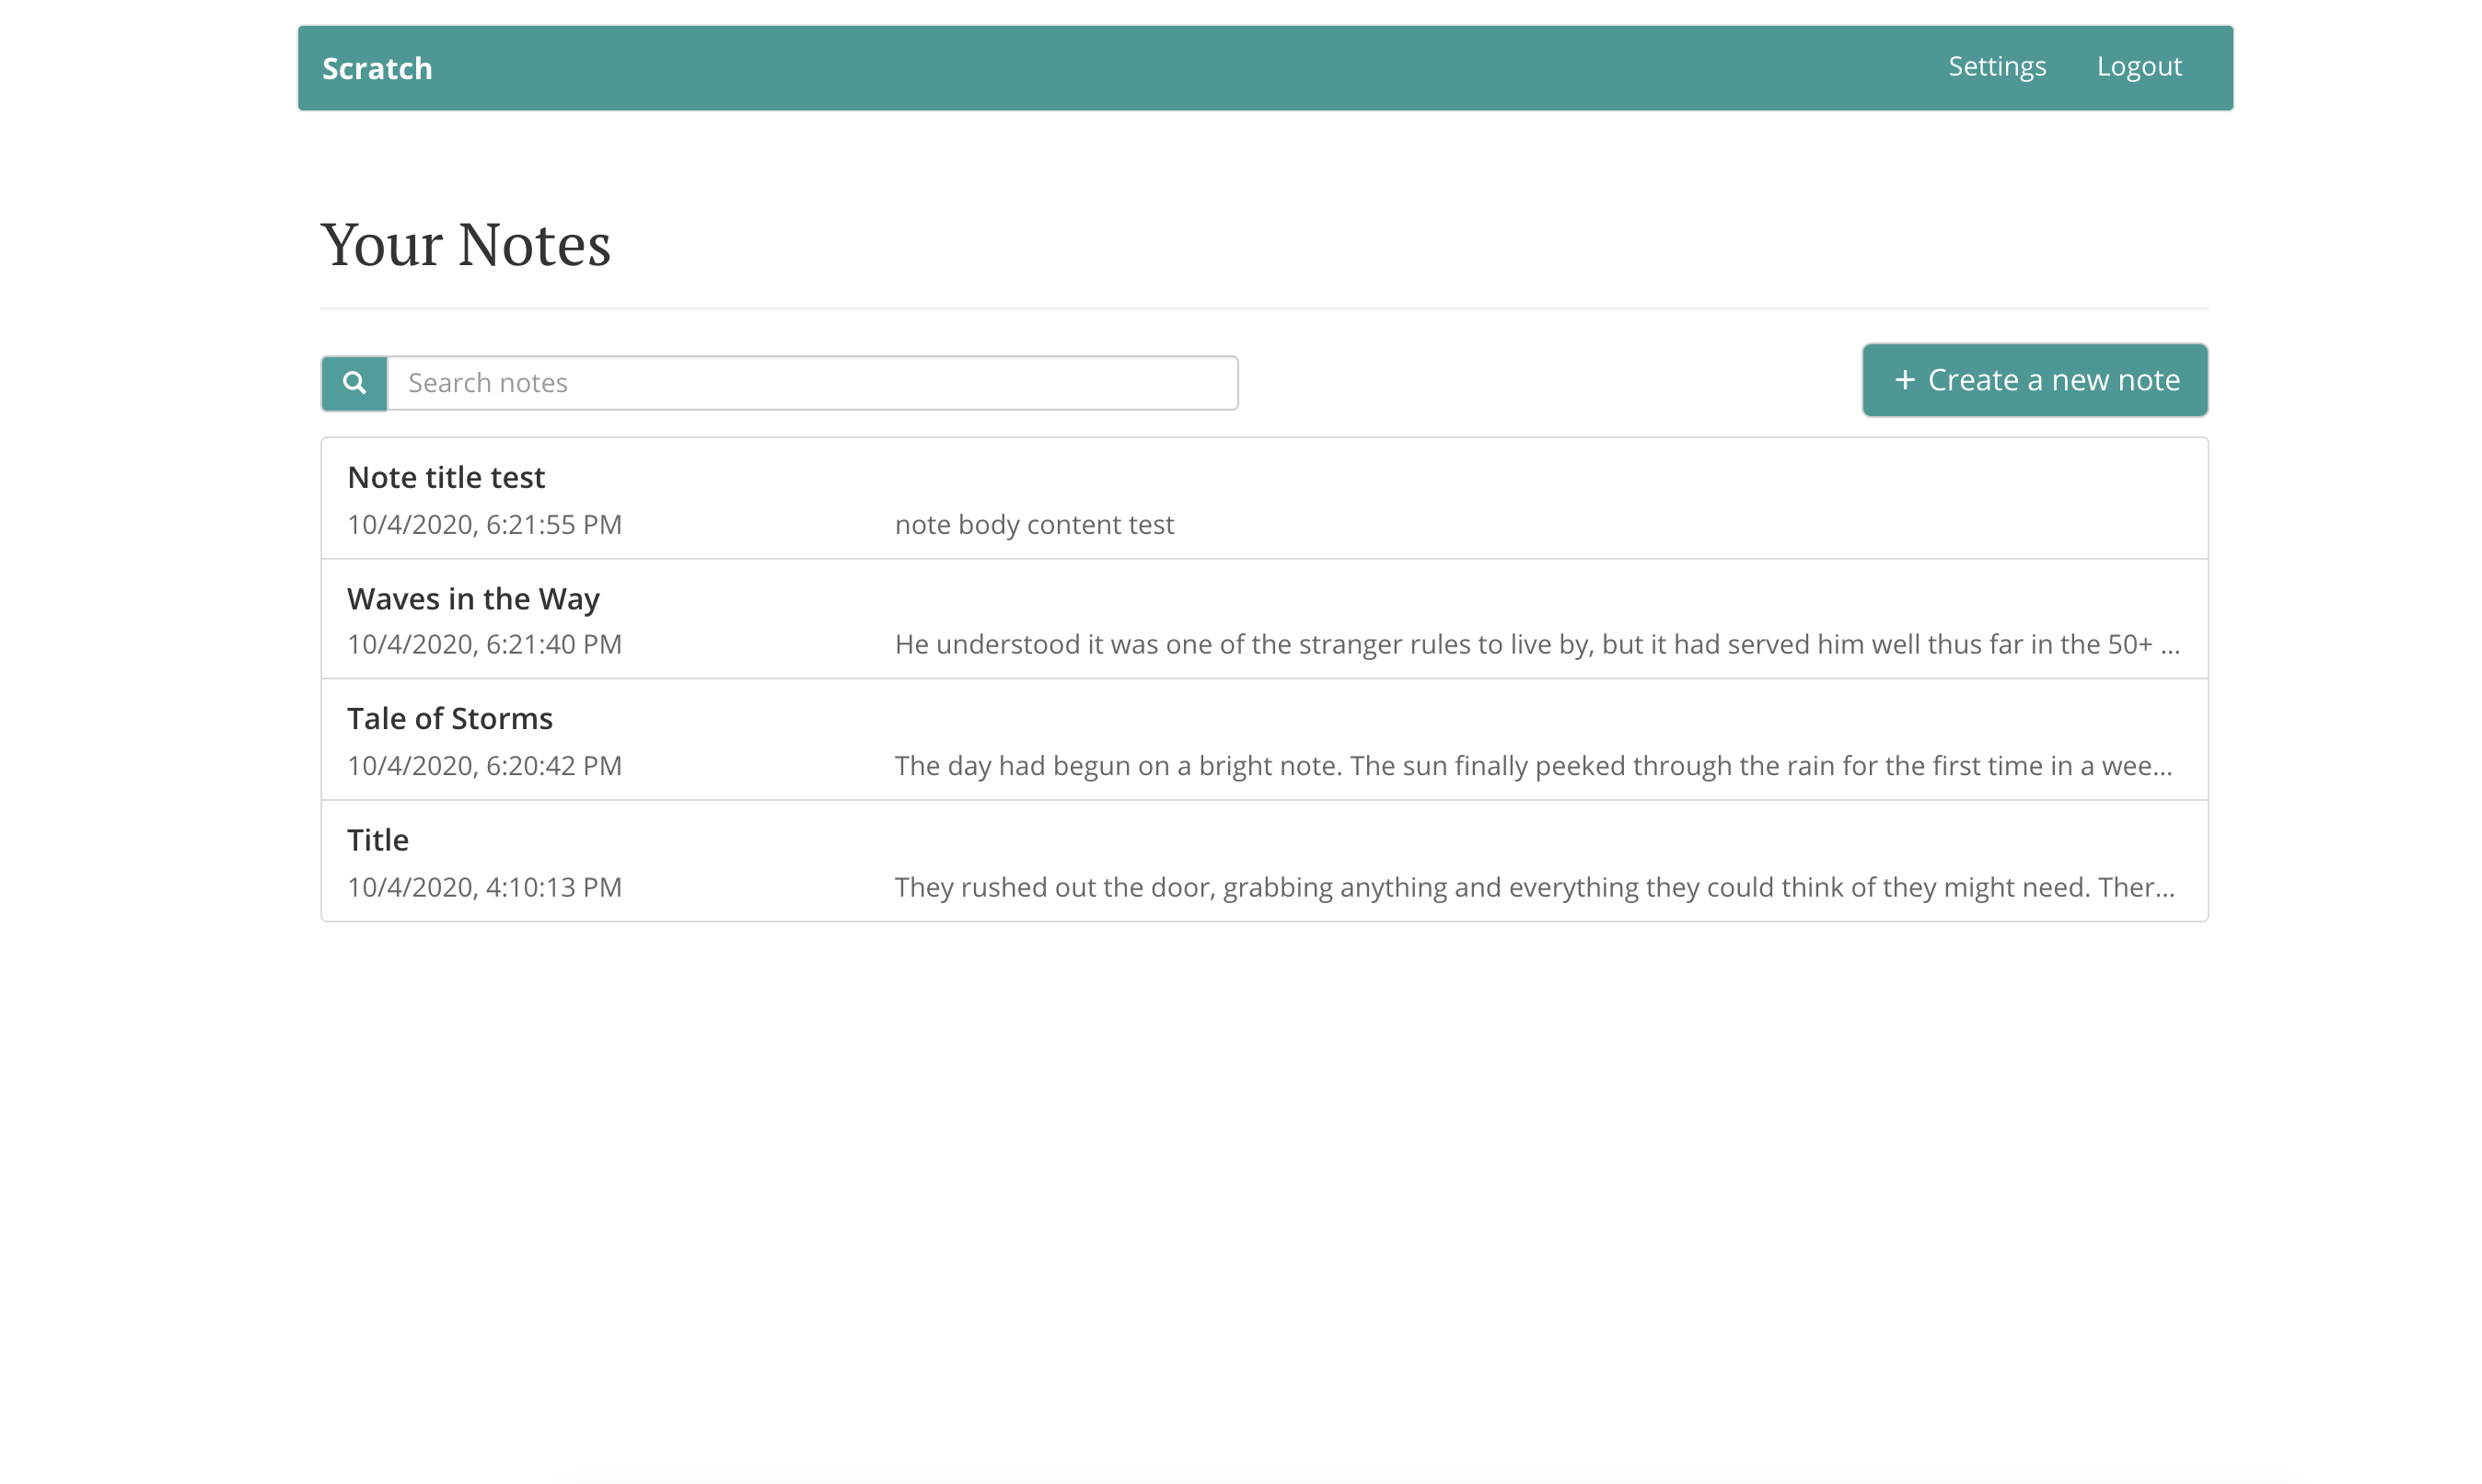 Scratch
Settings
Logout
Your Notes
Search notes
+ Create a new note
Note title test
10/4/2020, 6:21:55 PM
note body content test
Waves in the Way
10/4/2020, 6:21:40 PM
He understood it was one of the stranger rules to live by, but it had served him well thus far in the 50+ ...
Tale of Storms
10/4/2020, 6:20:42 PM
The day had begun on a bright note. The sun finally peeked through the rain for the first time in a wee...
Title
10/4/2020, 4:10:13 PM
They rushed out the door, grabbing anything and everything they could think of they might need. Ther...